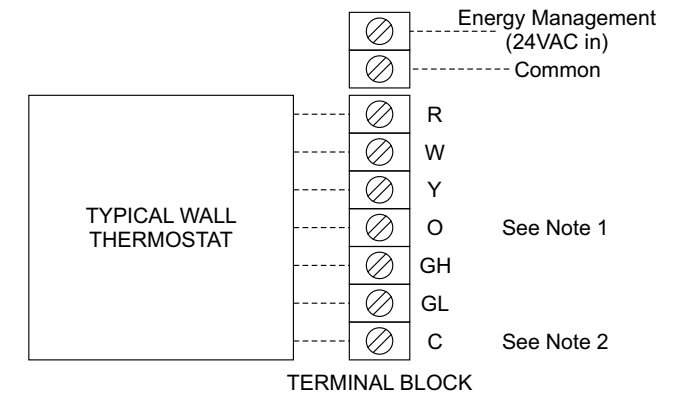 Energy Management
(24VAC in)
Common
R
W
Y
TYPICAL WALL
THERMOSTAT
O See Note 1
GH
GL
C See Note 2
TERMINAL BLOCK